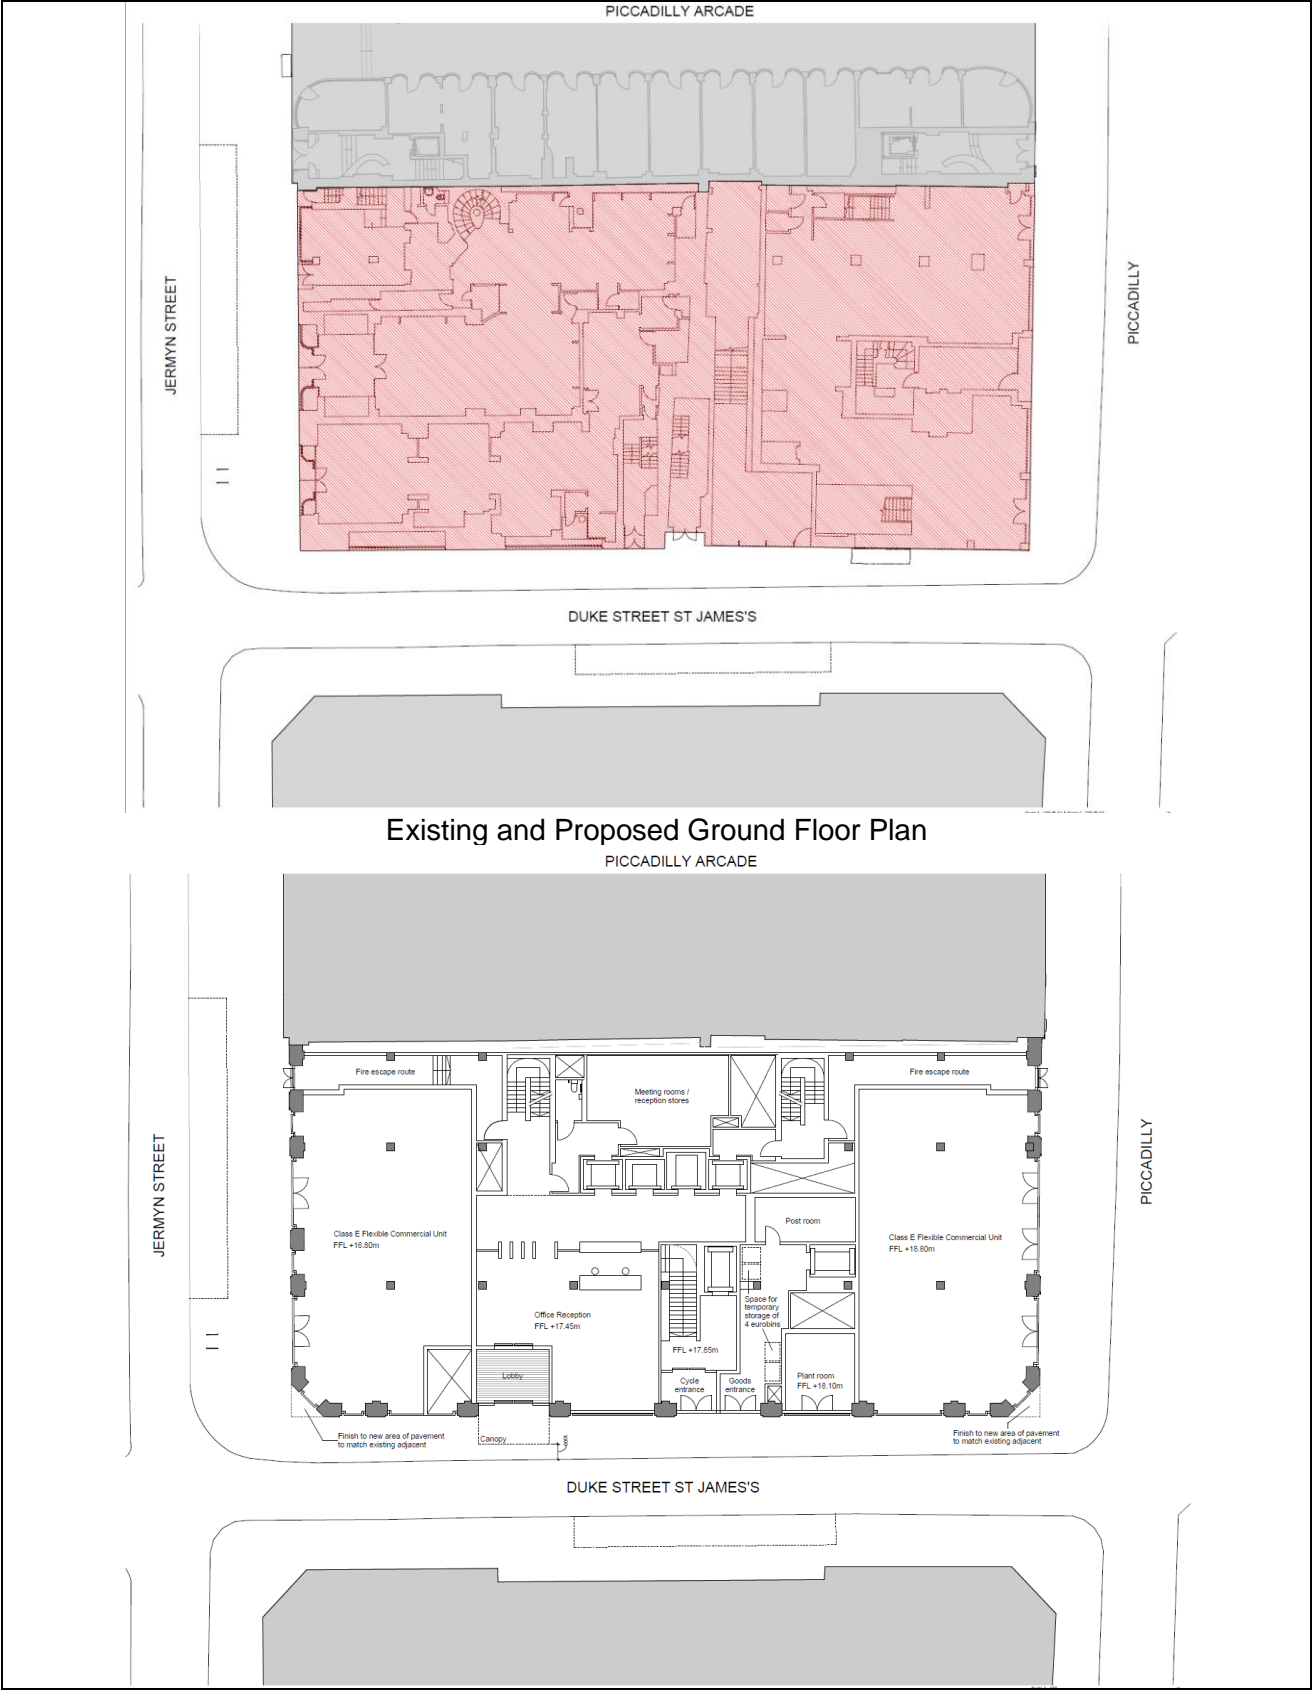 PICCADILLY ARCADE
JERMYN STREET
PICCADILLY
DUKE STREET ST JAMES'S
Existing and Proposed Ground Floor Plan
PICCADILLY ARCADE
Fire escape route
Meeting rooms /
reception stores
Fire escape route
JERMYN STREET
PICCADILLY
Post room
Class E Flexible Commercial Unit
FFL +16.80m
Class E Flexible Commercial Unit
FFL +18.80m
Space for
temporary
storage of
4 eurobins
Office Reception
FFL +17.45m
FFL +17.85m
Lobby
Cycle
entrance
Goods
entrance
Plant room
FFL +18.10m
Canopy
Finish to new area of pavement
to match existing adjacent
Finish to new area of pavement
to match existing adjacent
DUKE STREET ST JAMES'S